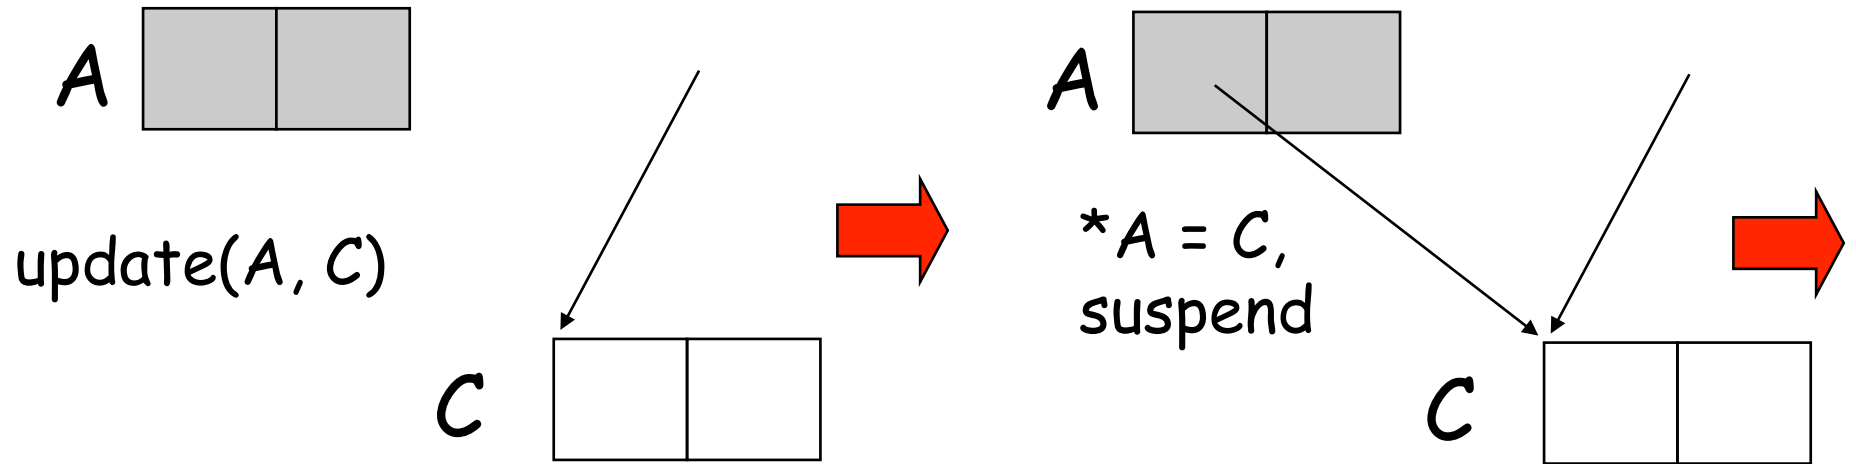 A
update(A, C)
C
A
*A = C,
suspend
C